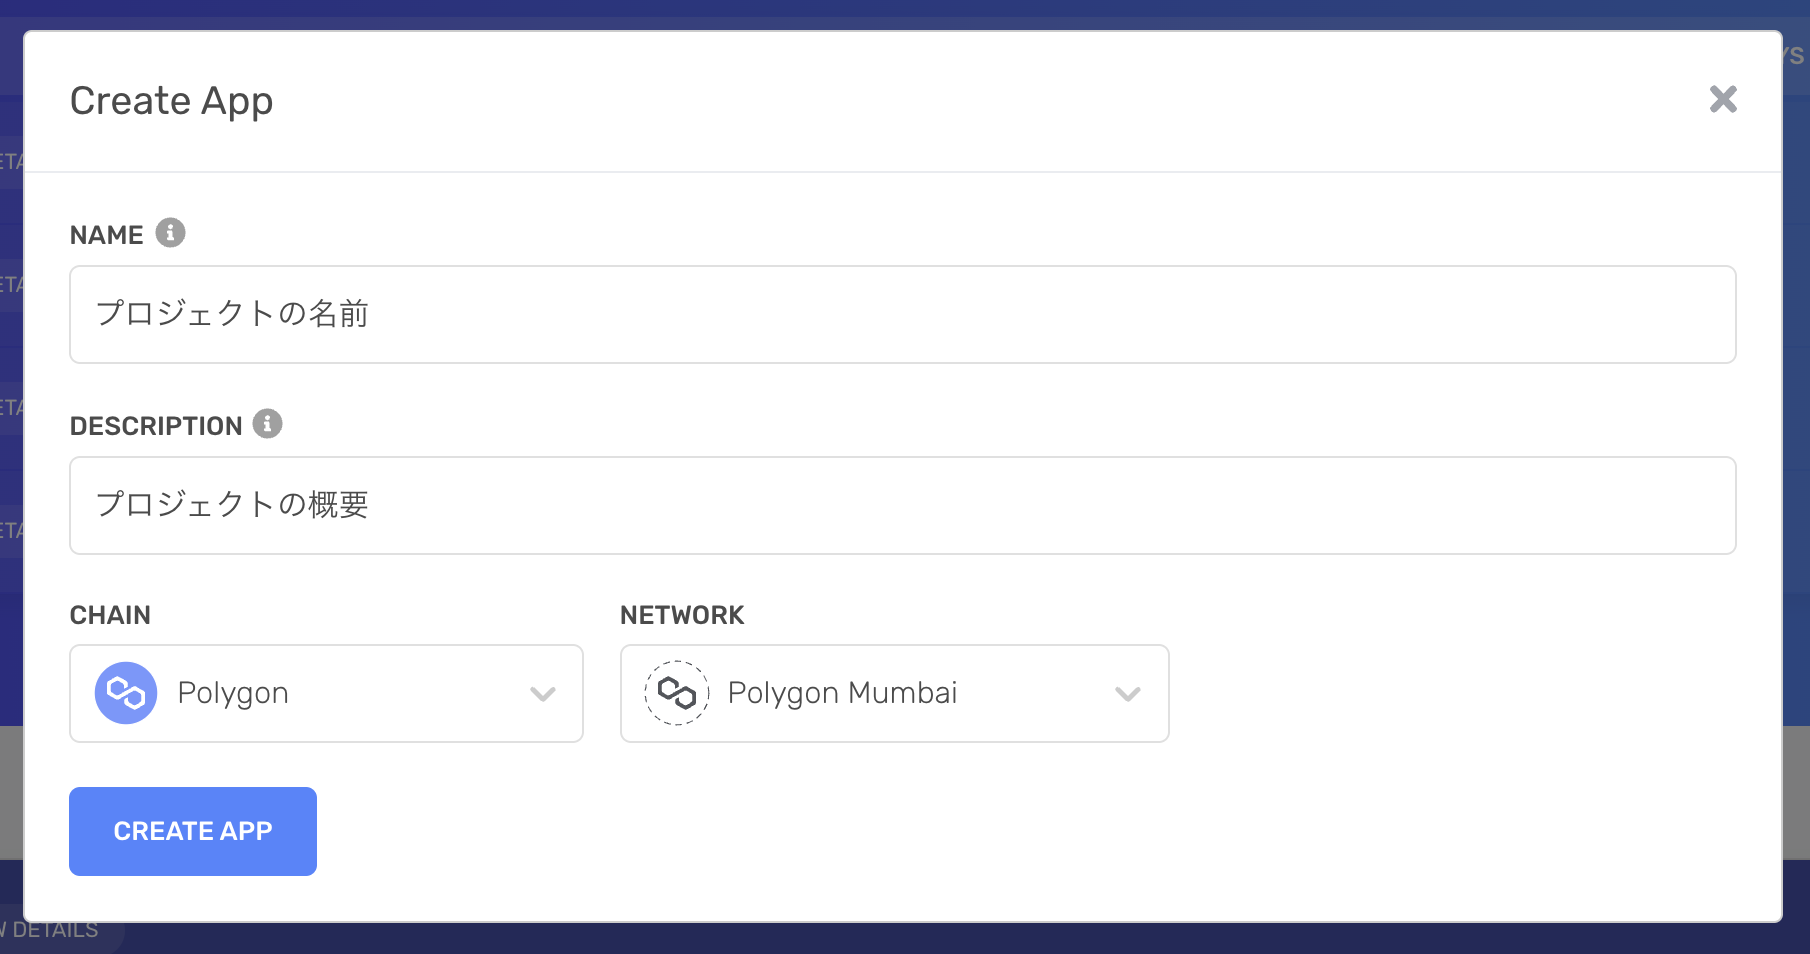 Create App
NAME
プロジェクトの名前
DESCRIPTION
プロジェクトの概要
CHAIN
NETWORK
Polygon
Polygon Mumbai
CREATE APP
DETAILS